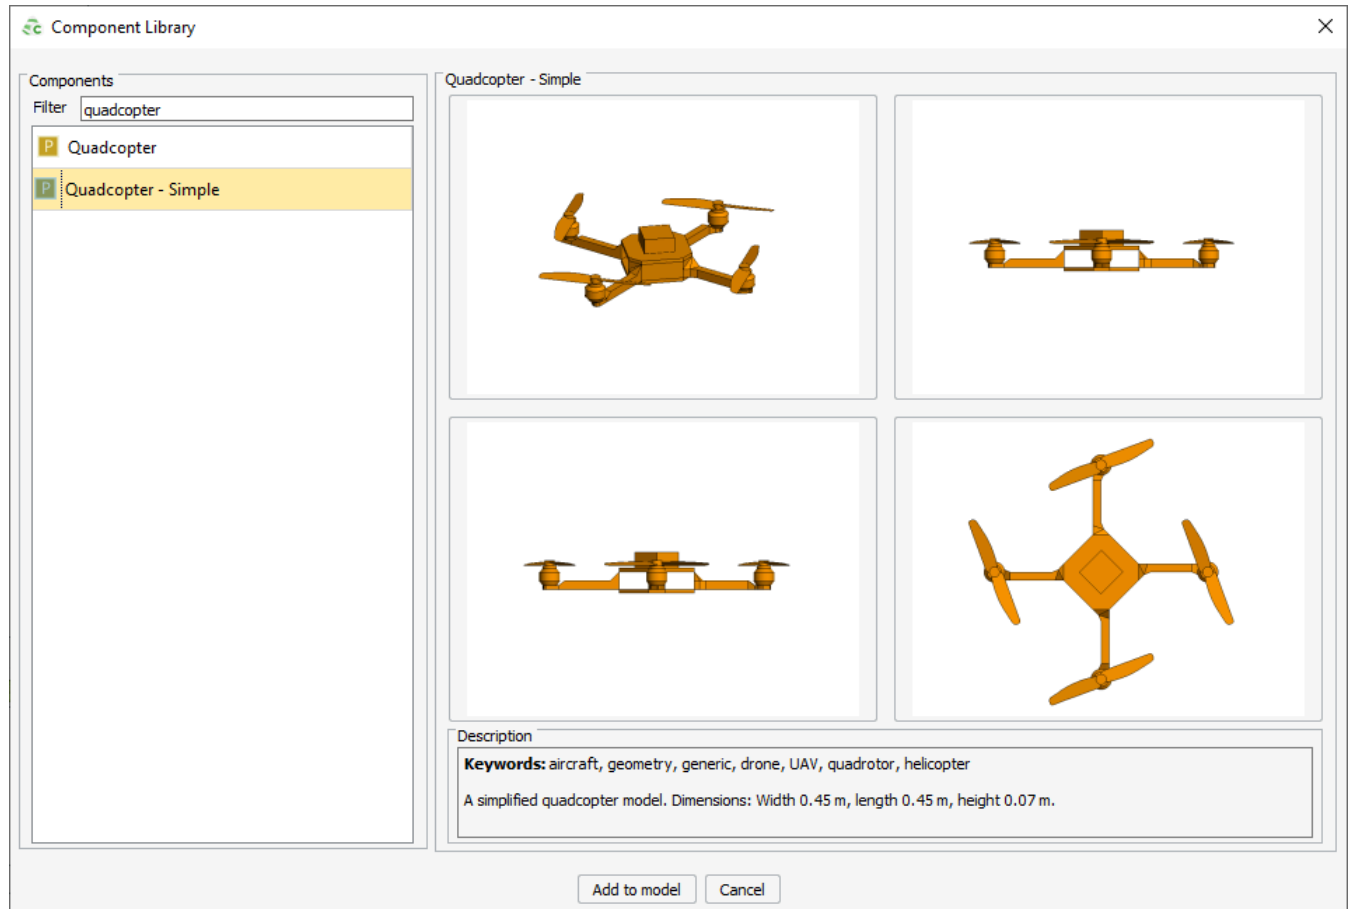 Component Library
Components
Filter quadcopter
P Quadcopter
P Quadcopter - Simple
Quadcopter - Simple
Description
Keywords: aircraft, geometry, generic, drone, UAV, quadrotor, helicopter
A simplified quadcopter model. Dimensions: Width 0.45 m, length 0.45 m, height 0.07 m.
Add to model Cancel